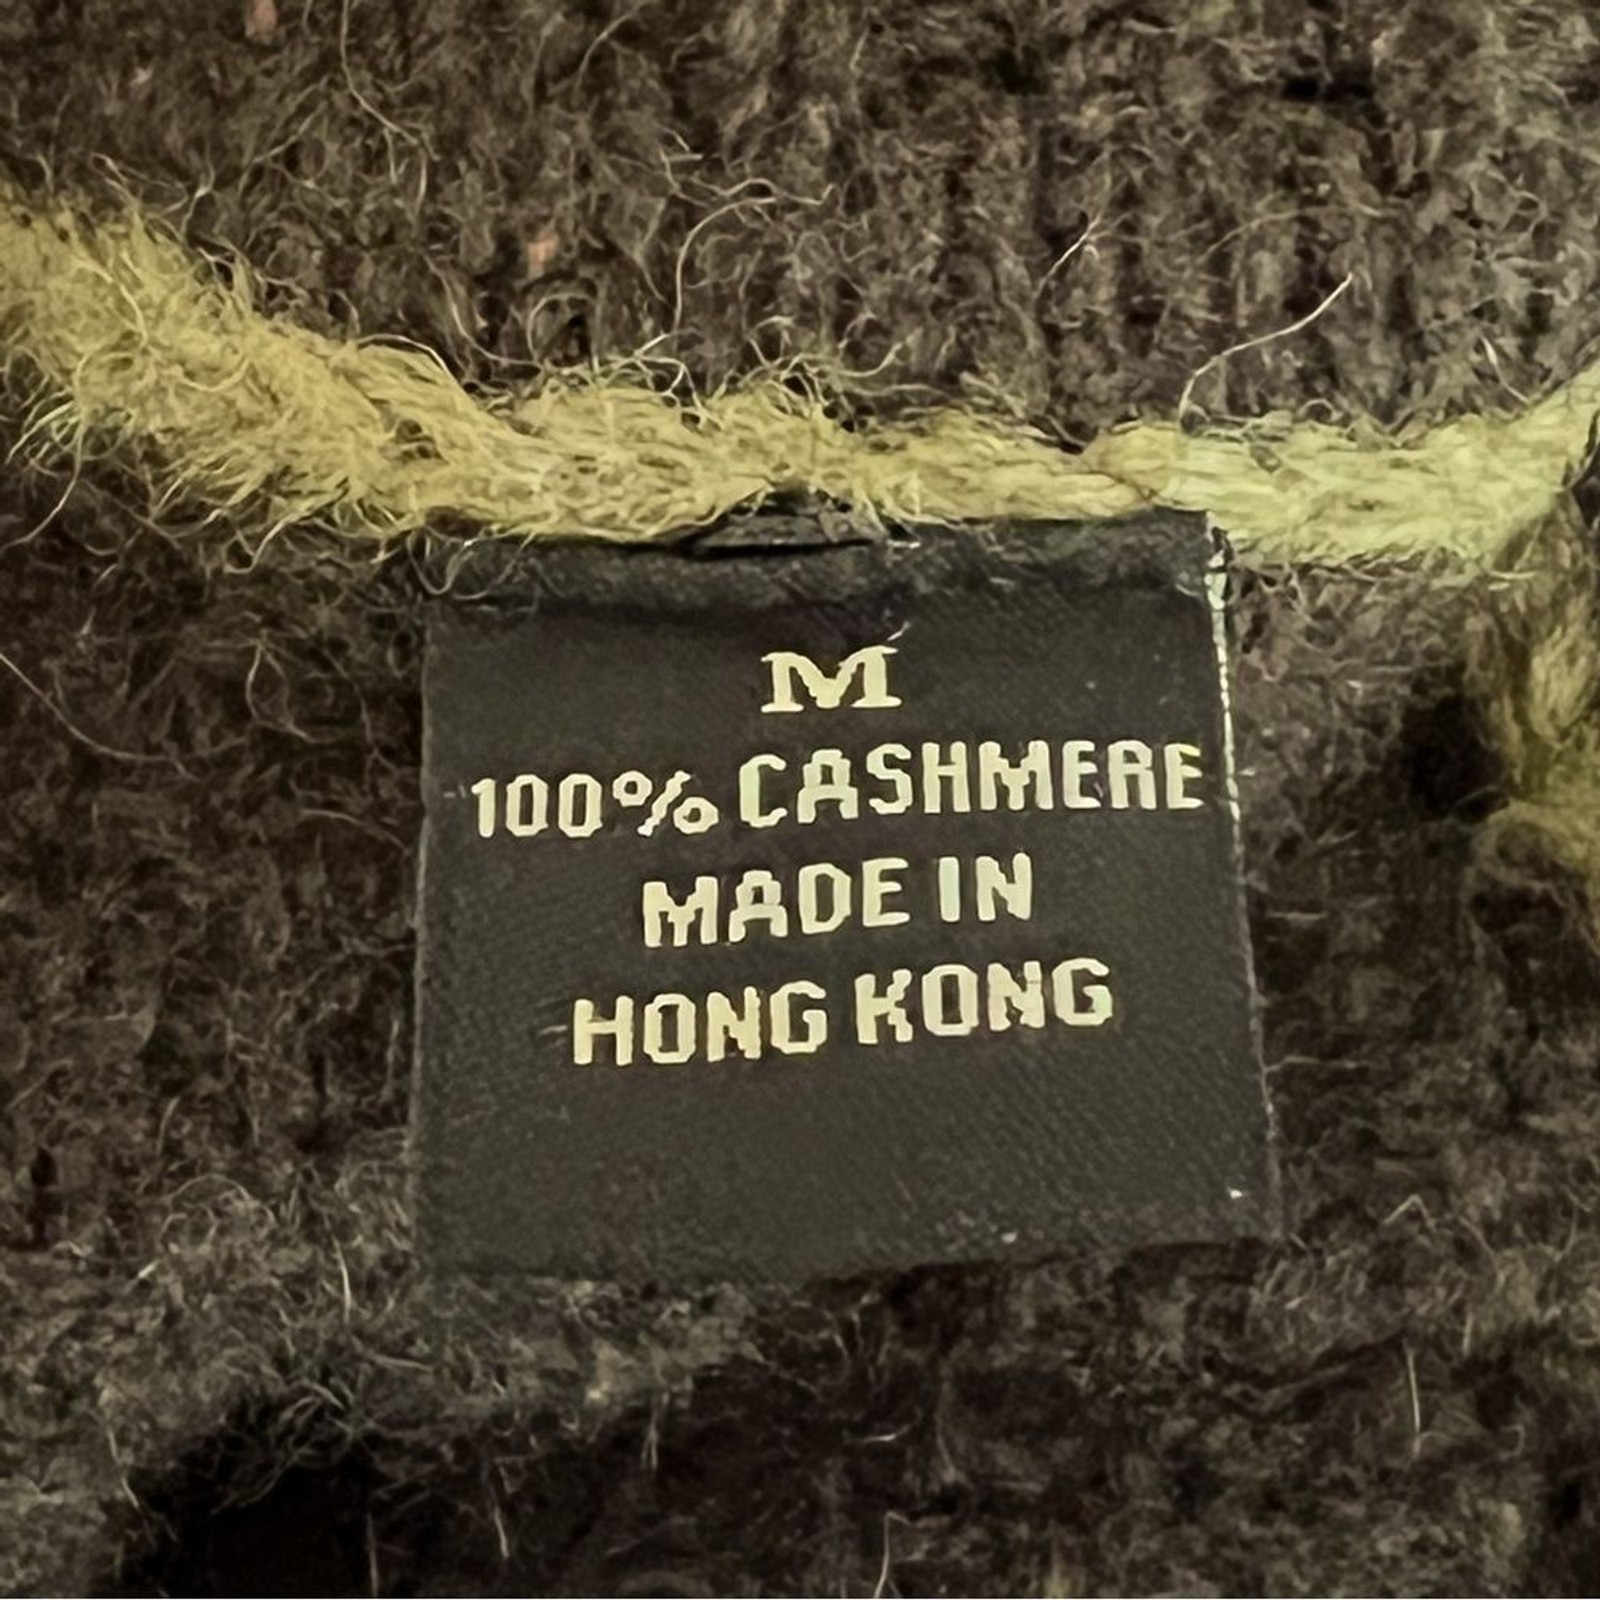 M
100% CASHMERE
MADE IN
HONG KONG